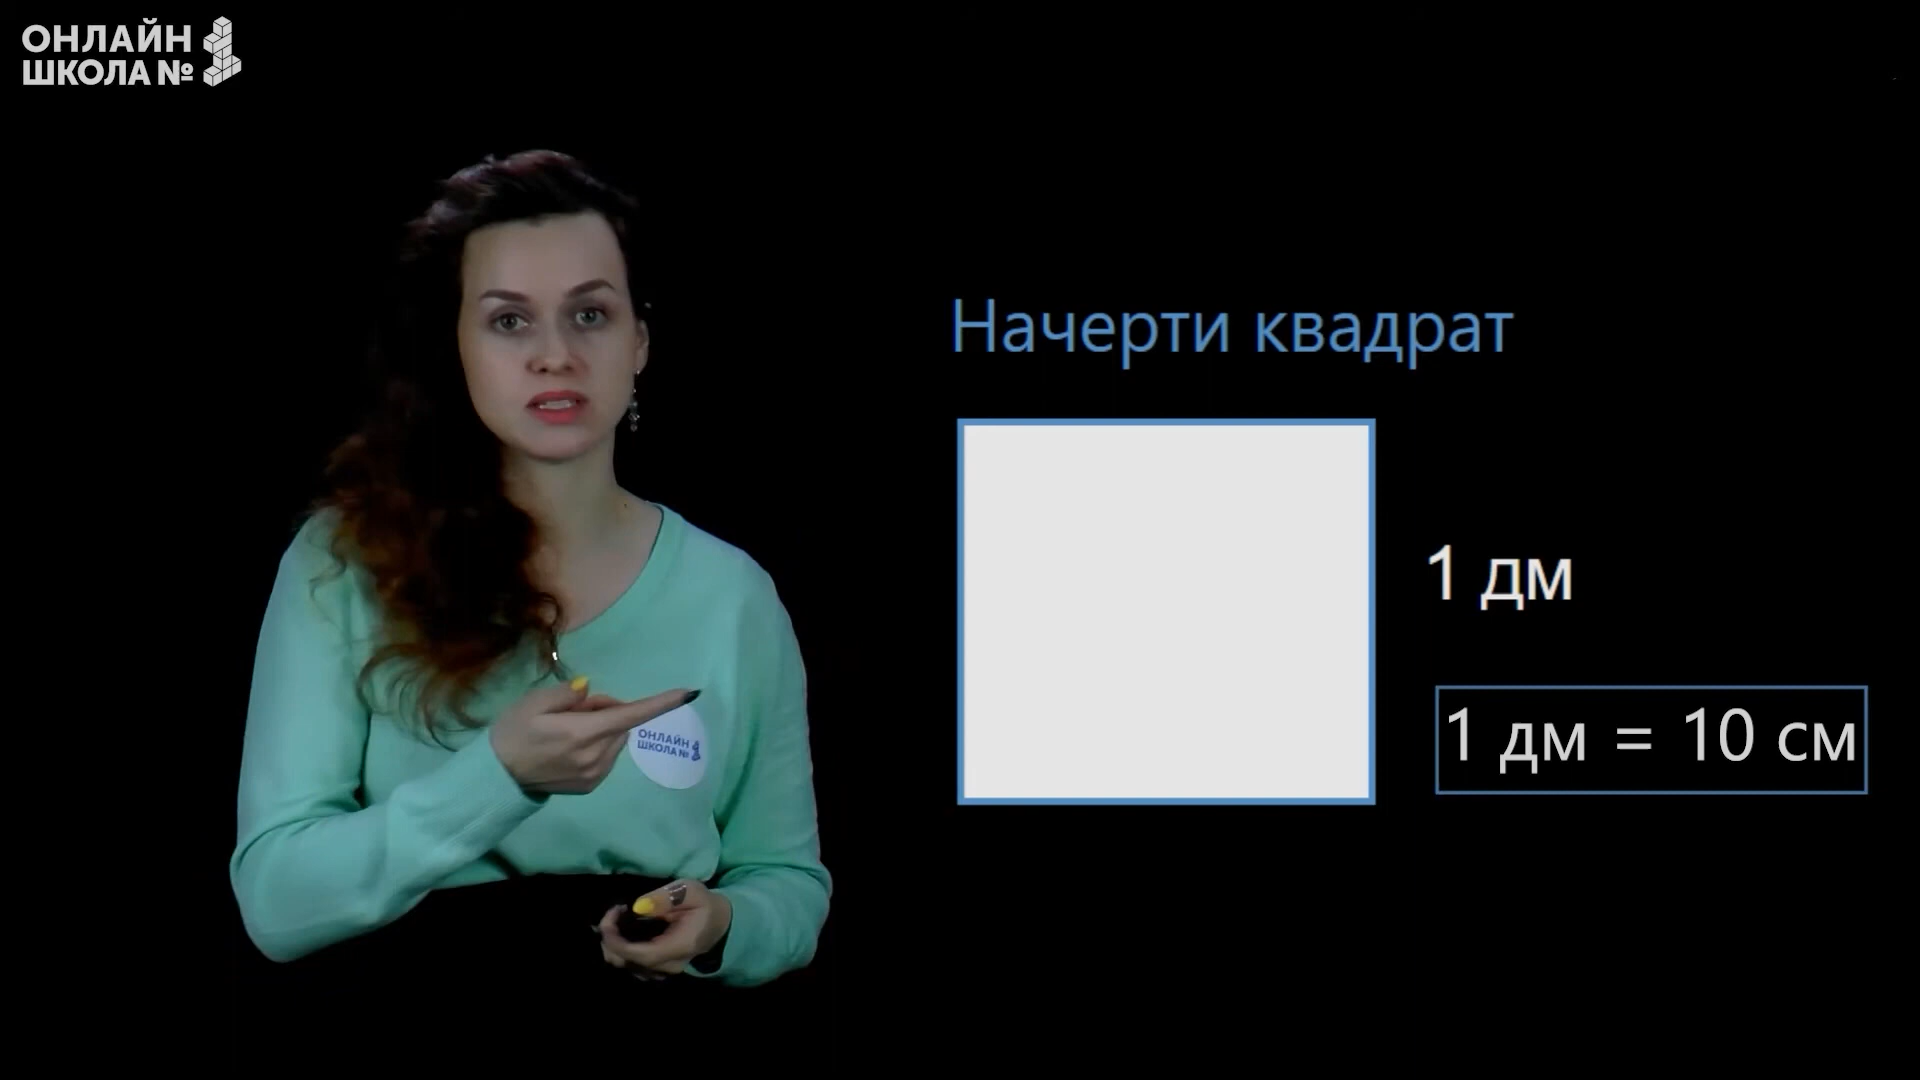 ОНЛАЙН
ШКОЛА №
Начерти квадрат
1 дм
1 дм = 10 см
ОНЛАЙН
ШКОЛА №